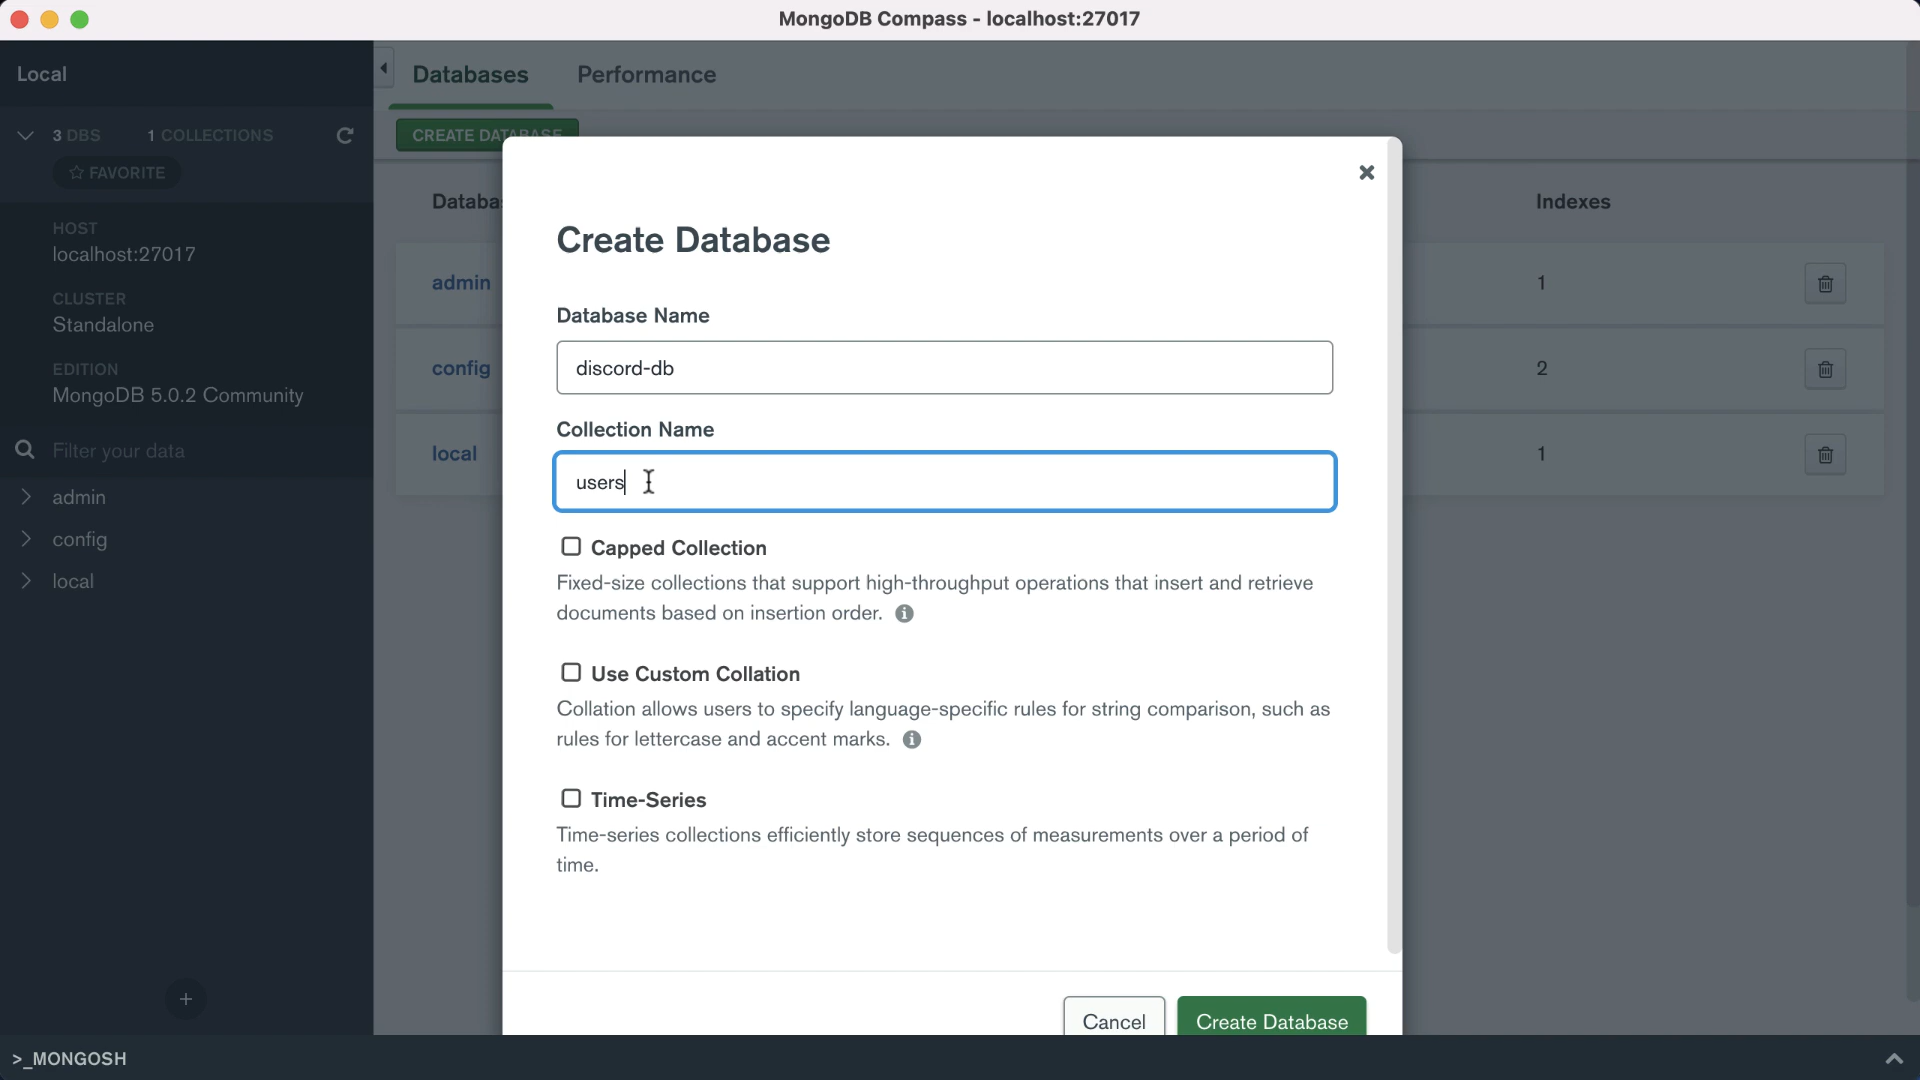 MongoDB Compass - localhost:27017
Local
3 DBS 1 COLLECTIONS
FAVORITE
HOST
localhost:27017
CLUSTER
Standalone
EDITION
MongoDB 5.0.2 Community
Filter your data
admin
config
local
>_MONGOSH
Databases Performance
CREATE DATABASE
Databa Indexes
admin 1
config 2
local 1
Create Database
Database Name
discord-db
Collection Name
users
Capped Collection
Fixed-size collections that support high-throughput operations that insert and retrieve
documents based on insertion order.
Use Custom Collation
Collation allows users to specify language-specific rules for string comparison, such as
rules for lettercase and accent marks.
Time-Series
Time-series collections efficiently store sequences of measurements over a period of
time.
Cancel Create Database